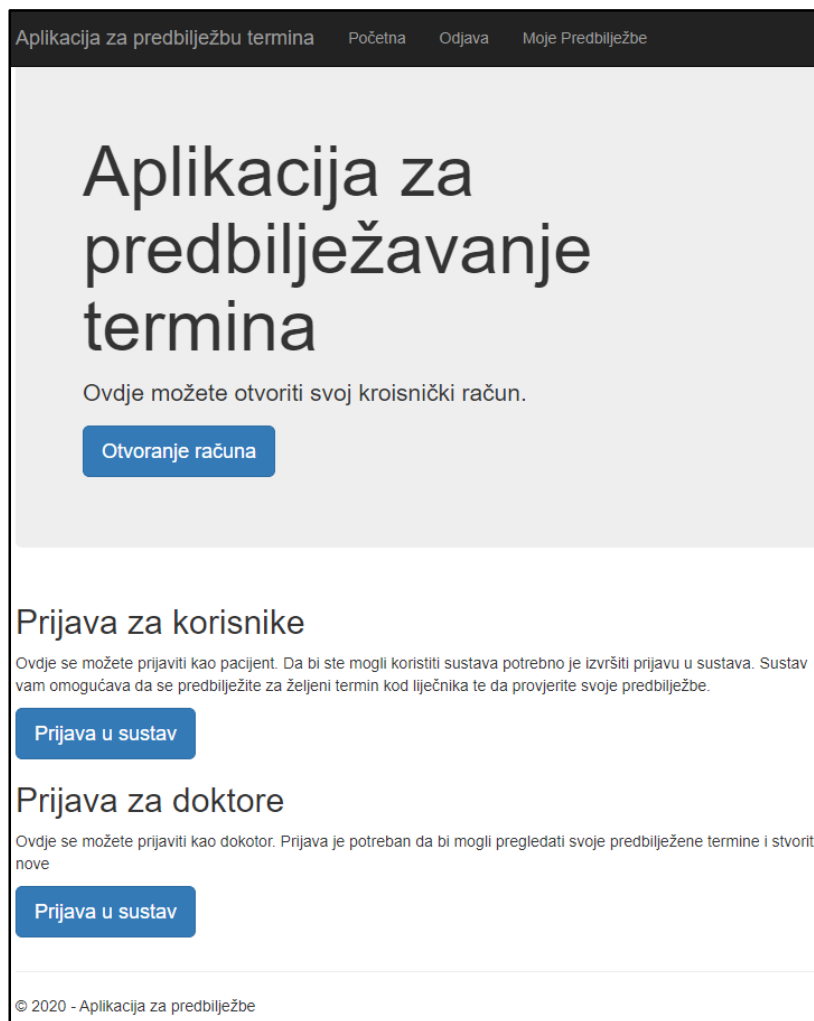 Aplikacija za predbilježbu termina Početna Odjava Moje Predbilježbe
Aplikacija za
predbilježavanje
termina
Ovdje možete otvoriti svoj kroisnički račun.
Otvoranje računa
Prijava za korisnike
Ovdje se možete prijaviti kao pacijent. Da bi ste mogli koristiti sustava potrebno je izvršiti prijavu u sustava. Sustav
vam omogućava da se predbilježite za željeni termin kod liječnika te da provjerite svoje predbilježbe.
Prijava u sustav
Prijava za doktore
Ovdje se možete prijaviti kao dokotor. Prijava je potreban da bi mogli pregledati svoje predbilježene termine i stvorit
nove
Prijava u sustav
© 2020 - Aplikacija za predbilježbe